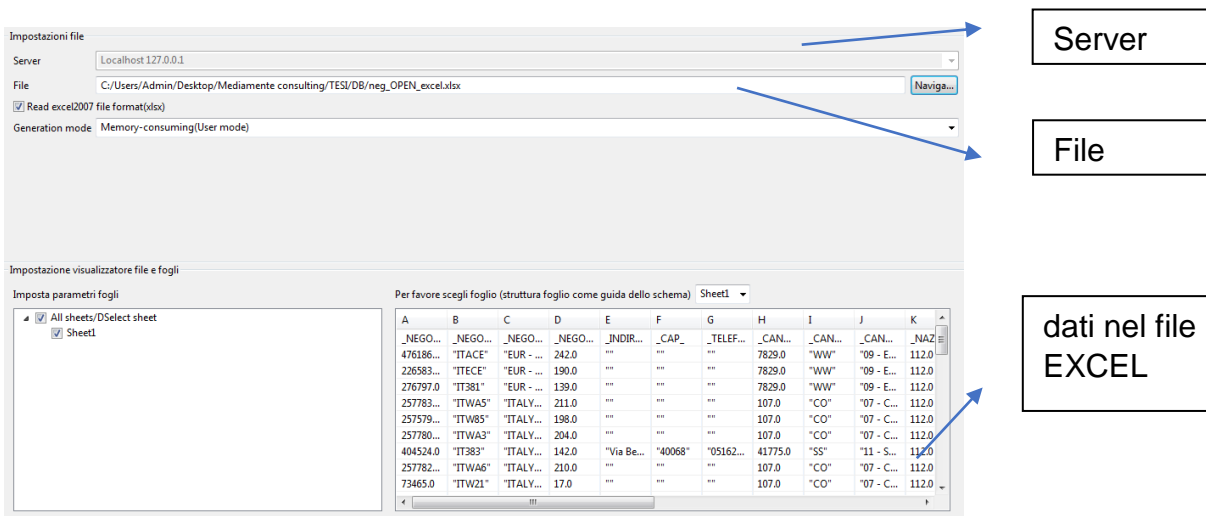 Impostazioni file
Server Localhost 127.0.0.1
File C:/Users/Admin/Desktop/Mediamente consulting/TESI/DB/neg_OPEN_excel.xlsx Naviga...
Read excel2007 file format(xlsx)
Generation mode Memory-consuming(User mode)
Server
File
Impostazione visualizzatore file e fogli
Imposta parametri fogli
All sheets/DSelect sheet
Sheet1
Per favore scegli foglio (struttura foglio come guida dello schema) Sheet1
A B C D E F G H I J K
_NEGO... _NEGO... _NEGO... _NEGO... _INDIR... _CAP_ _TELEF... _CAN... _CAN... _CAN... _NAZ
476186... "ITACE" "EUR - ... 242.0 "" "" "" 7829.0 "WW" "09 - E... 112.0
226583... "ITECE" "EUR - ... 190.0 "" "" "" 7829.0 "WW" "09 - E... 112.0
276797.0 "IT381" "EUR - ... 139.0 "" "" "" 7829.0 "WW" "09 - E... 112.0
257783... "ITWA5" "ITALY... 211.0 "" "" "" 107.0 "CO" "07 - C... 112.0
257579... "ITW85" "ITALY... 198.0 "" "" "" 107.0 "CO" "07 - C... 112.0
257780... "ITWA3" "ITALY... 204.0 "" "" "" 107.0 "CO" "07 - C... 112.0
404524.0 "IT383" "ITALY... 142.0 "Via Be... "40068" "05162... 41775.0 "SS" "11 - S... 112.0
257782... "ITWA6" "ITALY... 210.0 "" "" "" 107.0 "CO" "07 - C... 112.0
73465.0 "ITW21" "ITALY... 17.0 "" "" "" 107.0 "CO" "07 - C... 112.0
dati nel file
EXCEL